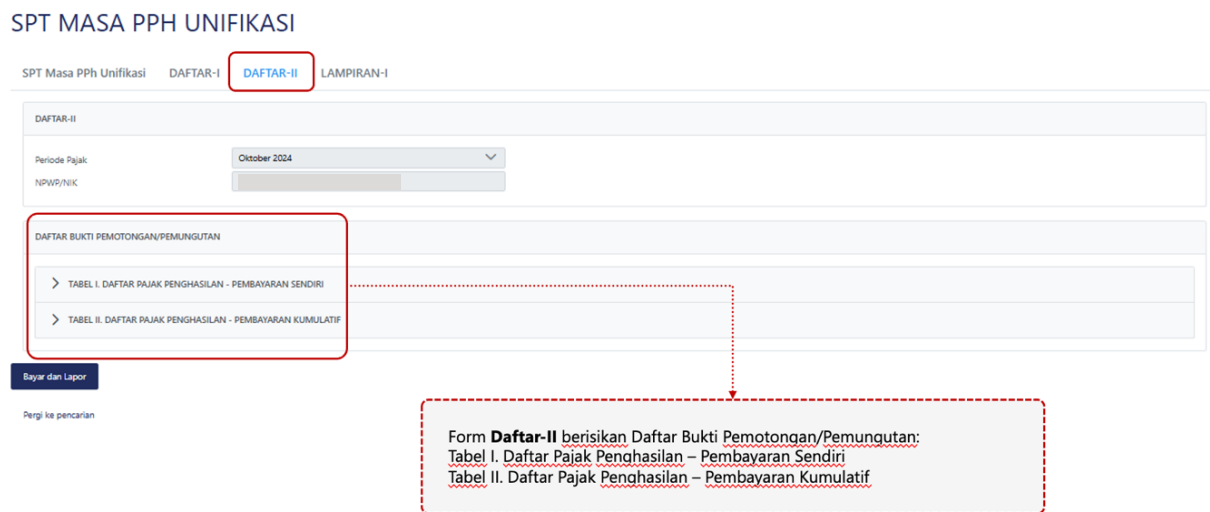 SPT MASA PPH UNIFIKASI
SPT Masa PPh Unifikasi DAFTAR-I DAFTAR-II LAMPIRAN-I
DAFTAR-II
Periode Pajak Oktober 2024
NPWP/NIK
DAFTAR BUKTI PEMOTONGAN/PEMUNGUTAN
TABEL I. DAFTAR PAJAK PENGHASILAN - PEMBAYARAN SENDIRI
TABEL II. DAFTAR PAJAK PENGHASILAN - PEMBAYARAN KUMULATIF
Bayar dan Lapor
Pergi ke pencarian
Form Daftar-II berisikan Daftar Bukti Pemotongan/Pemungutan:
Tabel I. Daftar Pajak Penghasilan – Pembayaran Sendiri
Tabel II. Daftar Pajak Penghasilan – Pembayaran Kumulatif